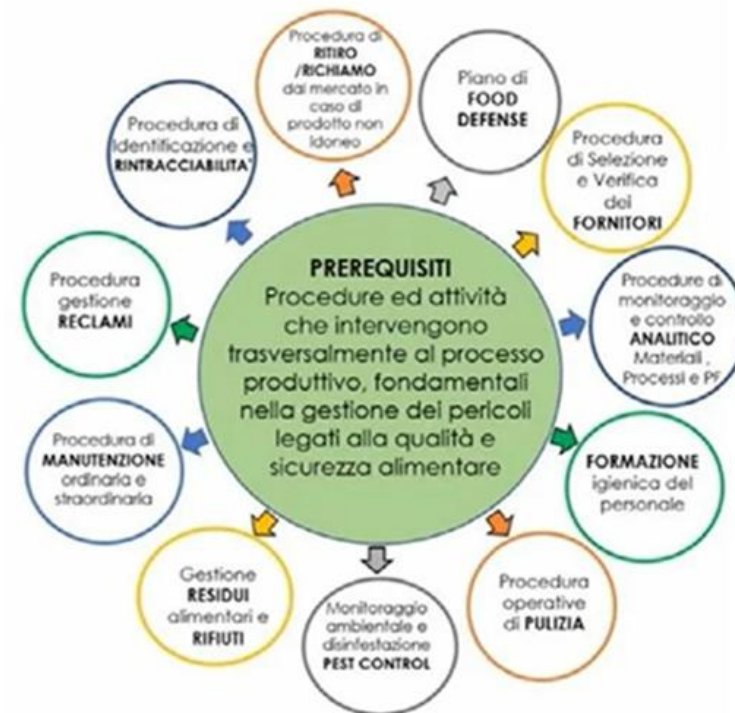 PREREQUISITI
Procedure ed attività
che intervengono
trasversalmente al processo
produttivo, fondamentali
nella gestione dei pericoli
legati alla qualità e
sicurezza alimentare
Procedura di
RITIRO
/RICHIAMO
dal mercato in
caso di
prodotto non
Idoneo
Piano di
FOOD
DEFENSE
Procedura
di Selezione
e Verifica
dei
FORNITORI
Procedure di
monitoraggio
e controllo
ANALITICO
Materiali ,
Processi e PF
FORMAZIONE
igienica del
personale
Procedura
operative
di PULIZIA
Monitoraggio
ambientale e
disinfestazione
PEST CONTROL
Gestione
RESIDUI
alimentari e
RIFIUTI
Procedura di
MANUTENZIONE
ordinaria e
straordinaria
Procedura
gestione
RECLAMI
Procedura di
Identificazione e
RINTRACCIABILITA'